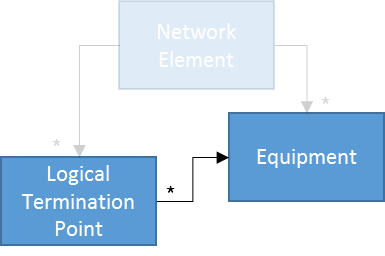 Network
Element
*
*
Equipment
Logical
Termination
Point
*